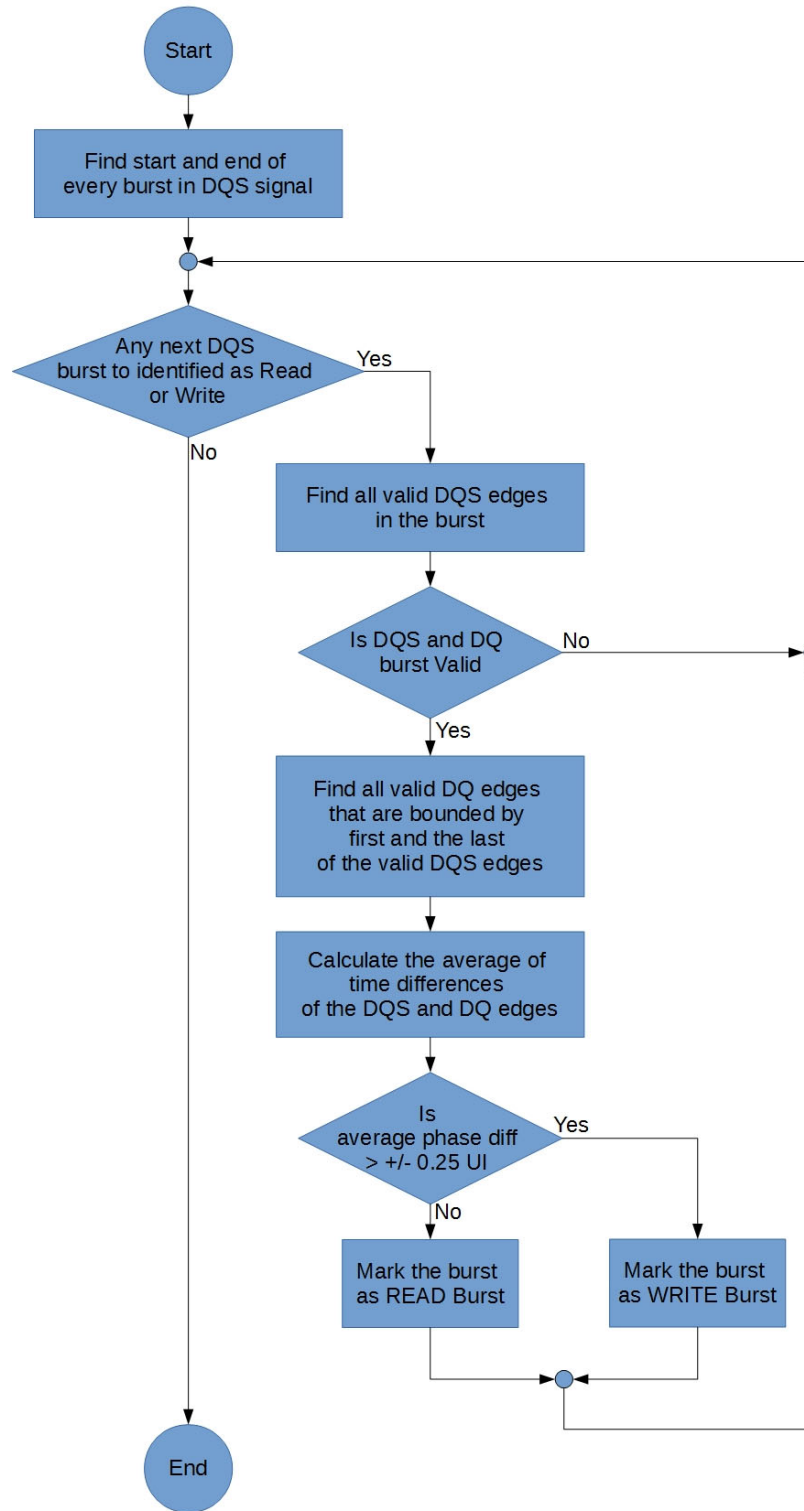 Start
Find start and end of
every burst in DQS signal
Any next DQS
burst to identified as Read
or Write
Yes
No
Find all valid DQS edges
in the burst
Is DQS and DQ
burst Valid
No
Yes
Find all valid DQ edges
that are bounded by
first and the last
of the valid DQS edges
Calculate the average of
time differences
of the DQS and DQ edges
Is
average phase diff
> +/- 0.25 UI
Yes
No
Mark the burst
as READ Burst
Mark the burst
as WRITE Burst
End